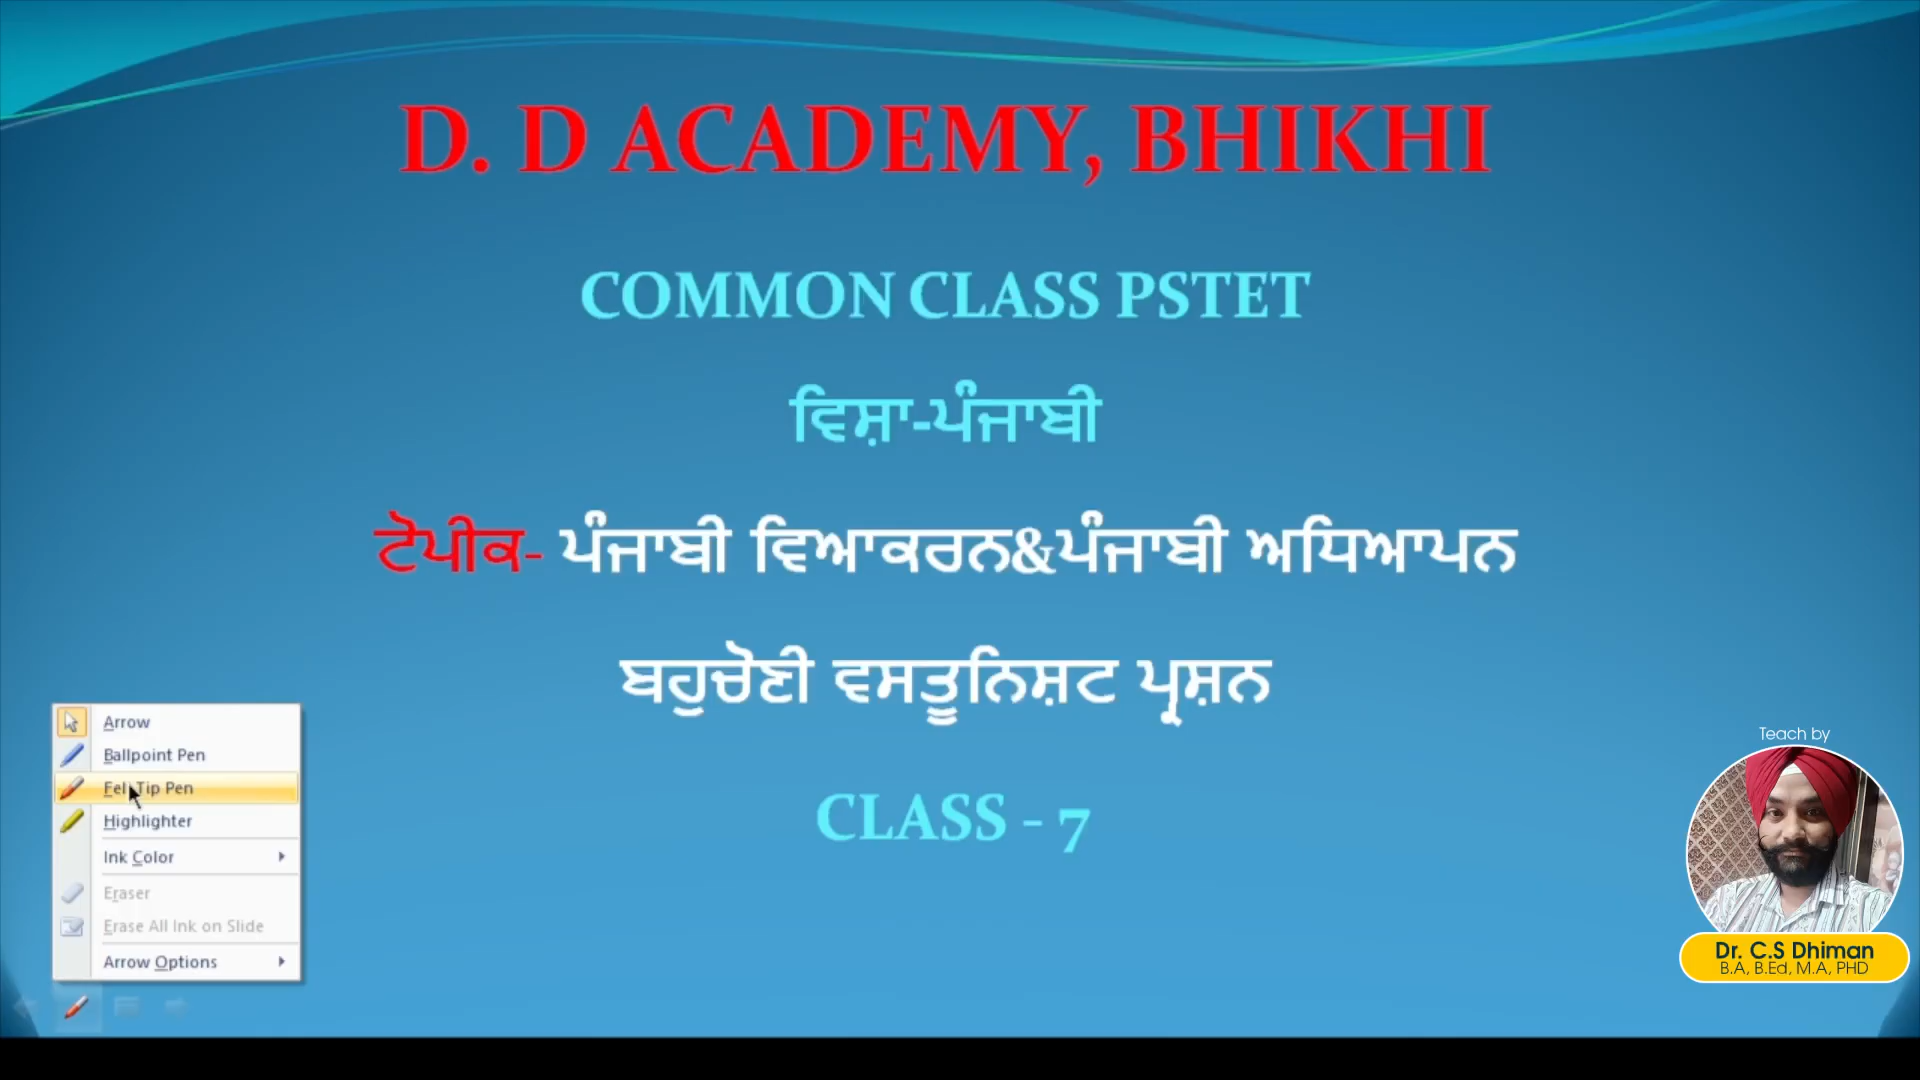 D. D ACADEMY, BHIKHI
COMMON CLASS PSTET
ਵਿਸ਼ਾ-ਪੰਜਾਬੀ
ਟੋਪੀਕ- ਪੰਜਾਬੀ ਵਿਆਕਰਨ&ਪੰਜਾਬੀ ਅਧਿਆਪਨ
ਬਹੁਚੋਣੀ ਵਸਤੂਨਿਸ਼ਟ ਪ੍ਰਸ਼ਨ
CLASS - 7
Arrow
Ballpoint Pen
Felt Tip Pen
Highlighter
Ink Color
Eraser
Erase All Ink on Slide
Arrow Options
Teach by
Dr. C.S Dhiman
B.A, B.Ed, M.A, PHD